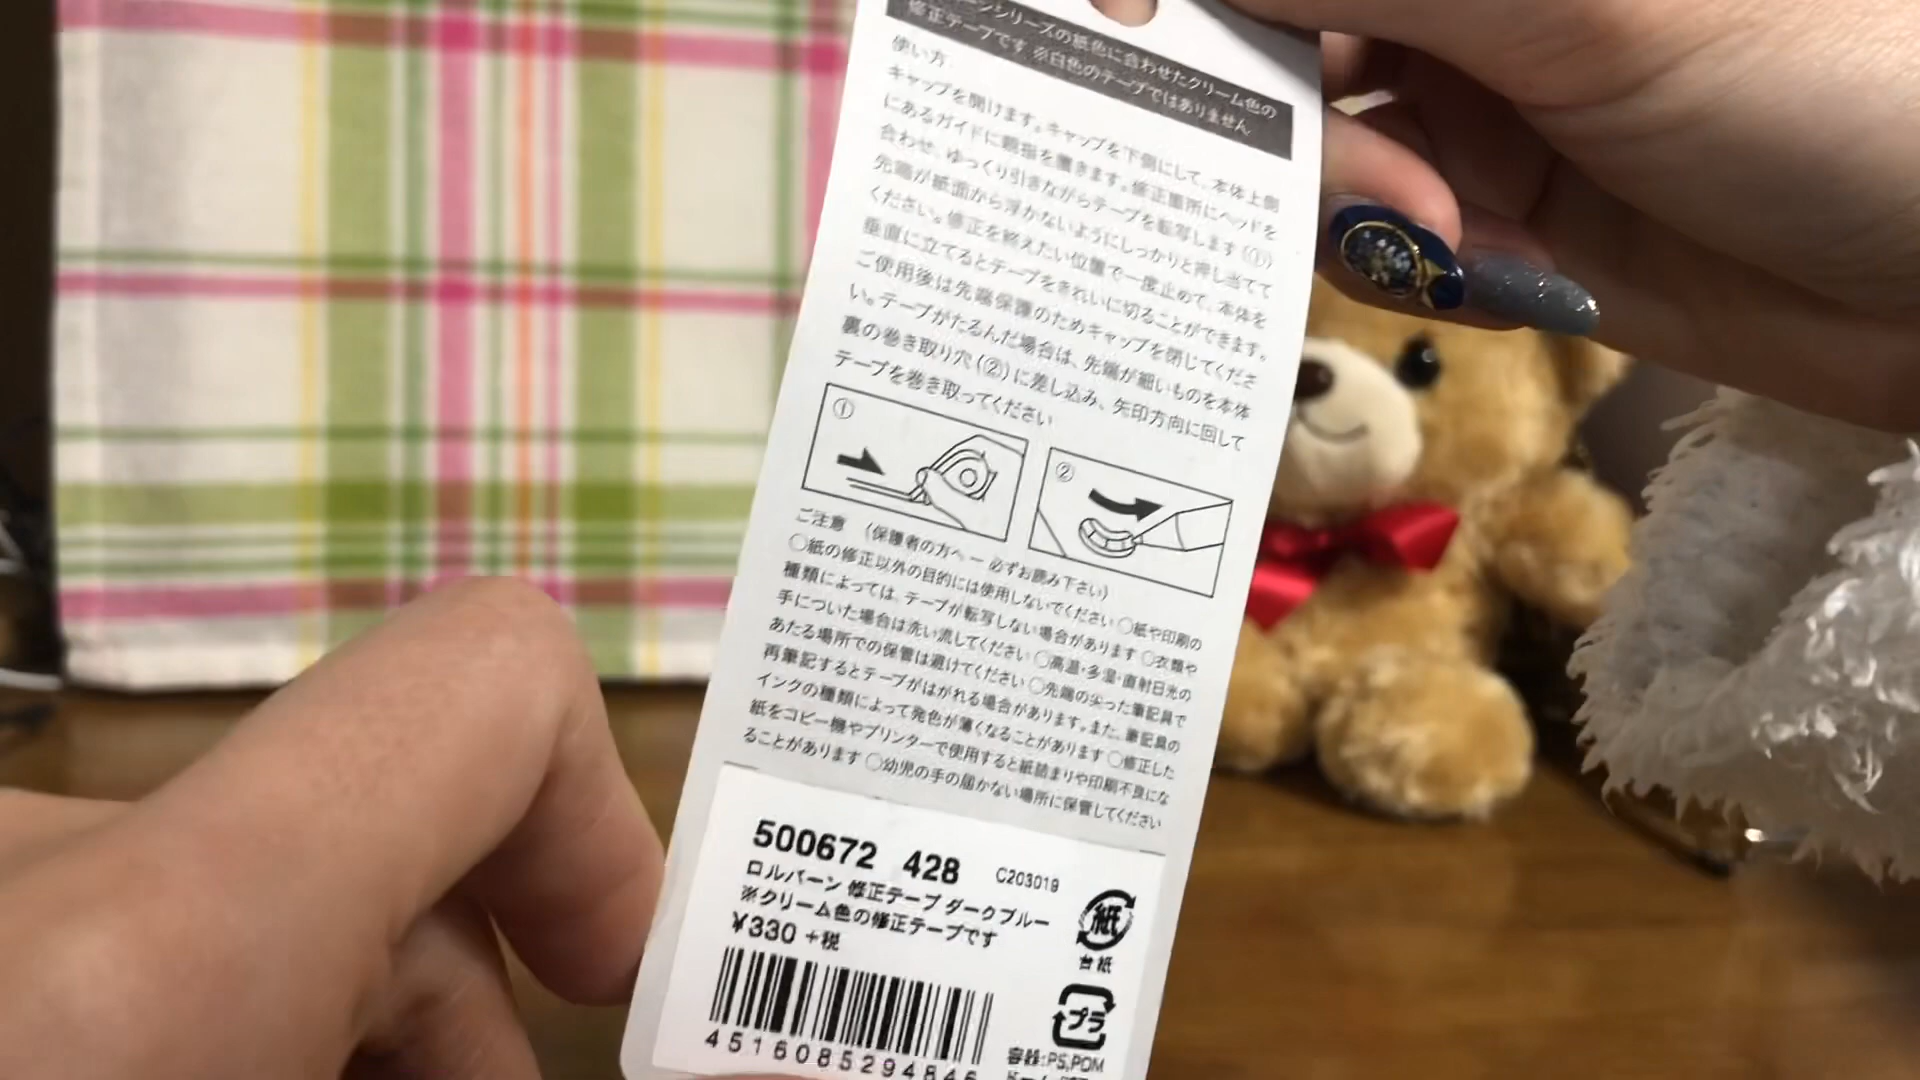 ーンシリーズの紙色に合わせたクリーム色の
修正テープです ※白色のテープではありません
使い方
キャップを開けます。キャップを下側にして、本体上側
にあるガイドに親指を置きます。修正箇所にヘッドを
合わせ、ゆっくり引きながらテープを転写します（①）
先端が紙面から浮かないようにしっかりと押し当てて
ください。修正を終えたい位置で一度止めて、本体を
垂直に立てるとテープをきれいに切ることができます。
ご使用後は先端保護のためキャップを閉じてくださ
い。テープがたるんだ場合は、先端が細いものを本体
裏の巻き取り穴（②）に差し込み、矢印方向に回して
テープを巻き取ってください
①
②
ご注意 （保護者の方へ ー 必ずお読み下さい）
○紙の修正以外の目的には使用しないでください ○紙や印刷の
種類によっては、テープが転写しない場合があります ○衣類や
手についた場合は洗い流してください ○高温・多湿・直射日光の
あたる場所での保管は避けてください ○先端の尖った筆記具で
再筆記するとテープがはがれる場合があります。また、筆記具の
インクの種類によって発色が薄くなることがあります ○修正した
紙をコピー機やプリンターで使用すると紙詰まりや印刷不良にな
ることがあります ○幼児の手の届かない場所に保管してください
500672 428 C203019
ロルバーン 修正テープ ダークブルー
※クリーム色の修正テープです
¥330 +税
紙
台紙
プラ
容器:PS,POM
4516085294846